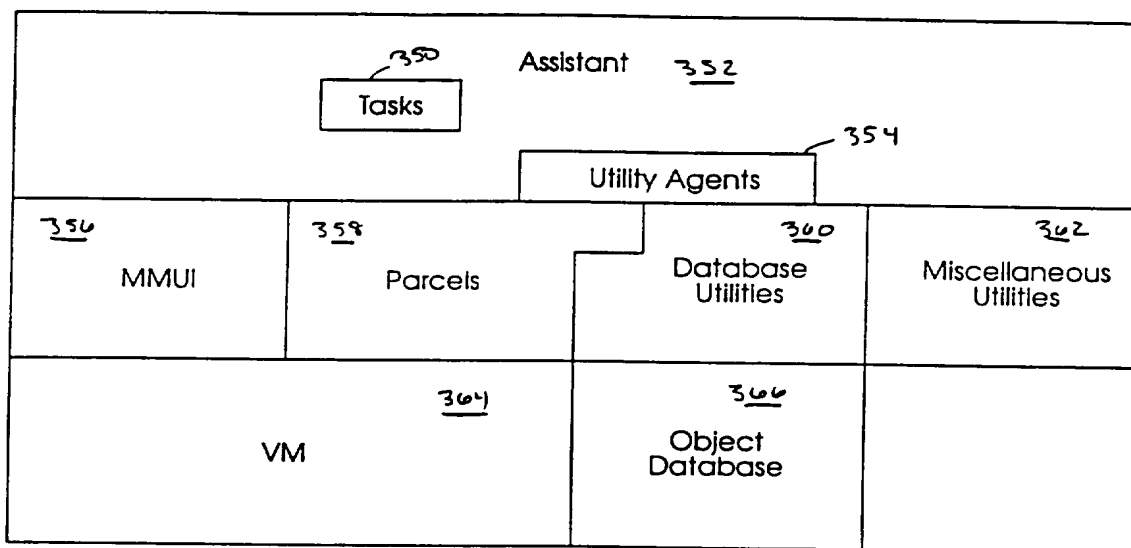 350
Assistant 352
Tasks
354
Utility Agents
356
358
360
362
MMUI
Parcels
Database
Utilities
Miscellaneous
Utilities
364
366
VM
Object
Database